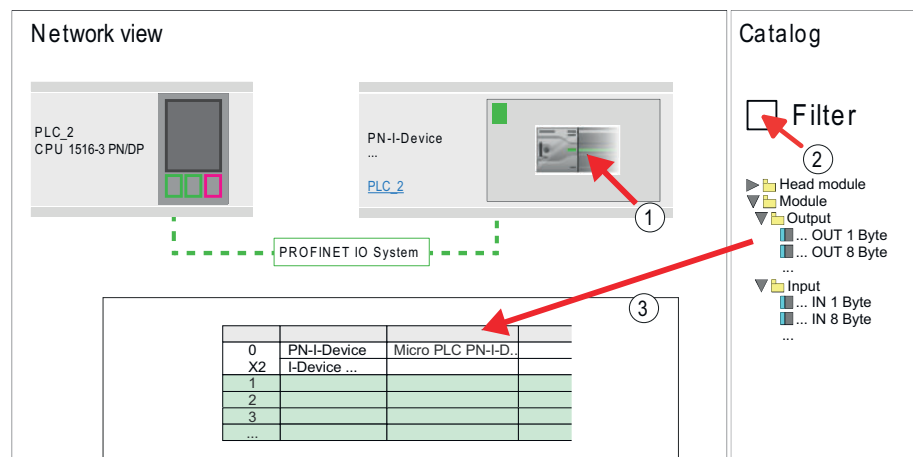 Network view
PLC_2
CPU 1516-3 PN/DP
PN-I-Device
...
PLC_2
1
PROFINET IO System
3
0 PN-I-Device Micro PLC PN-I-D..
X2 I-Device ...
1
2
3
...
Catalog
Filter
2
Head module
Module
Output
... OUT 1 Byte
... OUT 8 Byte
...
Input
... IN 1 Byte
... IN 8 Byte
...